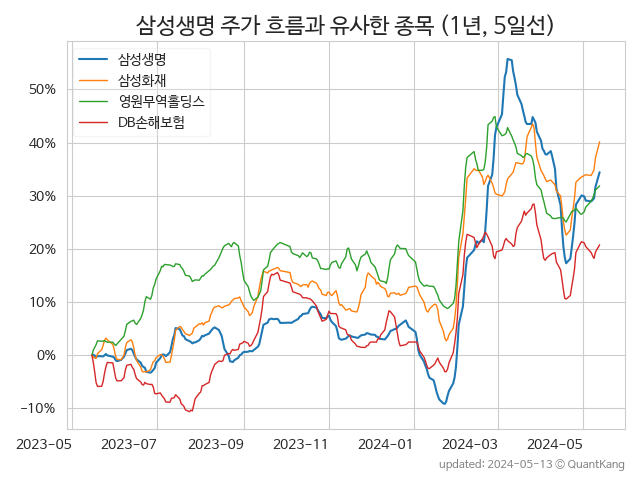 삼성생명 주가 흐름과 유사한 종목 (1년, 5일선)
삼성생명
삼성화재
영원무역홀딩스
DB손해보험
50%
40%
30%
20%
10%
0%
−10%
2023-05
2023-07
2023-09
2023-11
2024-01
2024-03
2024-05
updated: 2024-05-13 ⓒ QuantKang